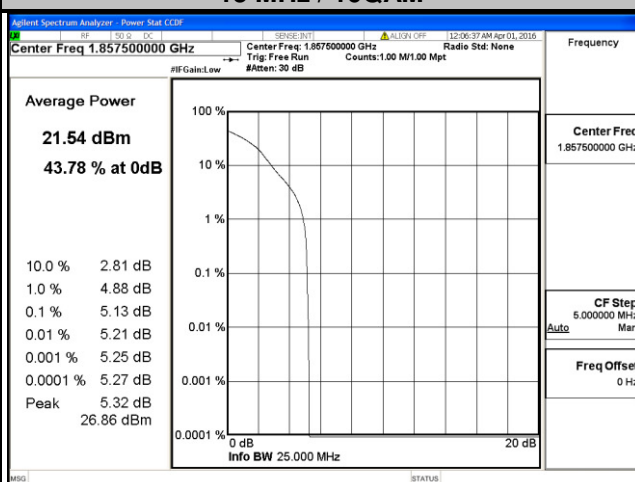 Agilent Spectrum Analyzer - Power Stat CCDF
RF 50 Ω DC SENSE:INT ALIGN OFF 12:06:37 AM Apr 01, 2016
Center Freq 1.857500000 GHz
Center Freq: 1.857500000 GHz Radio Std: None
Trig: Free Run Counts:1.00 M/1.00 Mpt
#IFGain:Low #Atten: 30 dB
Frequency
Average Power
21.54 dBm
43.78 % at 0dB
10.0 % 2.81 dB
1.0 % 4.88 dB
0.1 % 5.13 dB
0.01 % 5.21 dB
0.001 % 5.25 dB
0.0001 % 5.27 dB
Peak 5.32 dB
26.86 dBm
100 %
10 %
1 %
0.1 %
0.01 %
0.001 %
0.0001 %
0 dB 20 dB
Info BW 25.000 MHz
Center Freq
1.857500000 GHz
CF Step
5.000000 MHz
Auto Man
Freq Offset
0 Hz
MSG STATUS